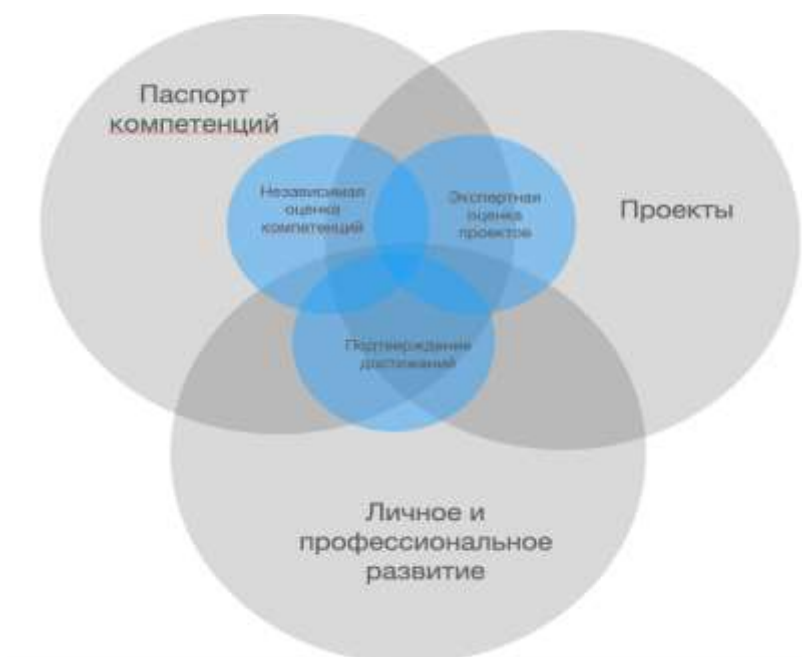 Паспорт
компетенций
Независимая
оценка
компетенций
Экспертная
оценка
проектов
Проекты
Подтверждение
достижений
Личное и
профессиональное
развитие